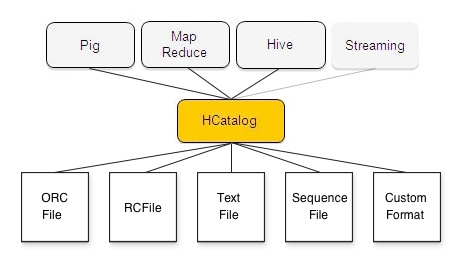 Pig
Map
Reduce
Hive
Streaming
HCatalog
ORC
File
RCFile
Text
File
Sequence
File
Custom
Format